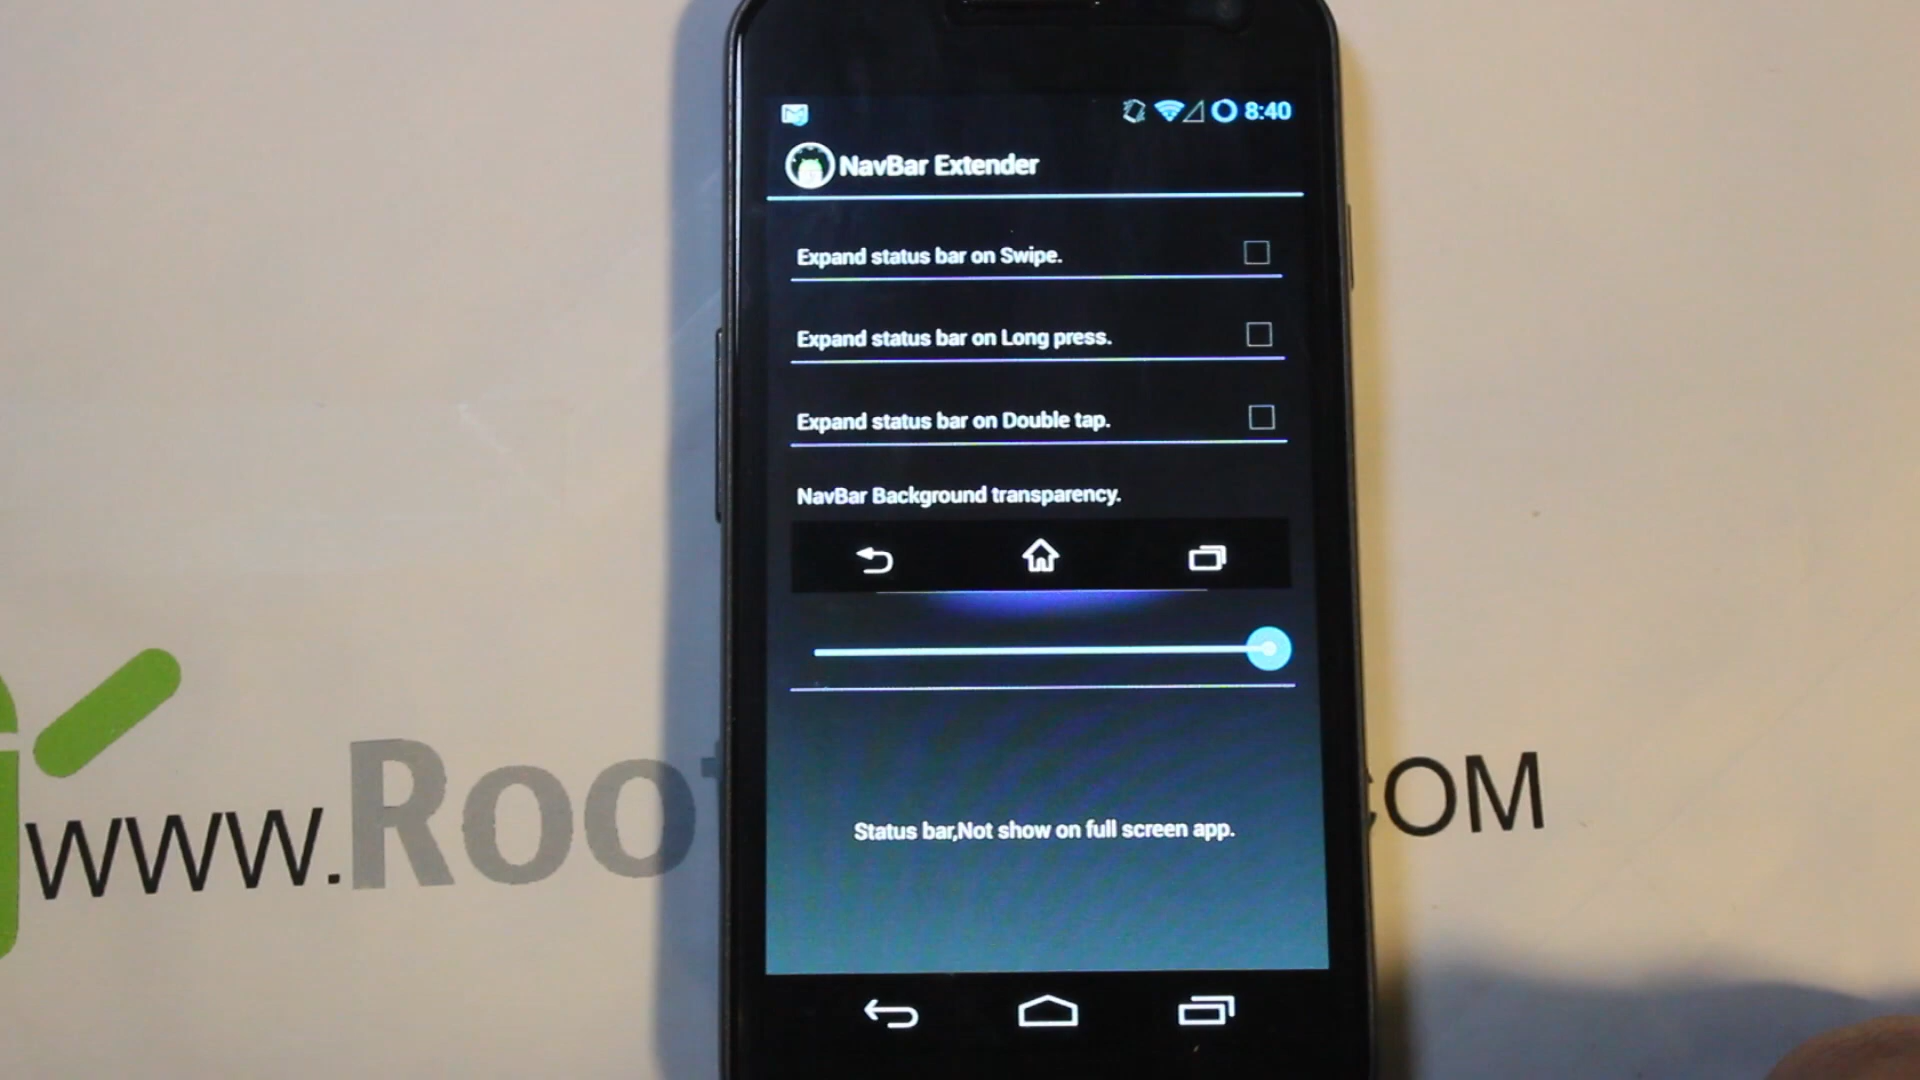 8:40
NavBar Extender
Expand status bar on Swipe.
Expand status bar on Long press.
Expand status bar on Double tap.
NavBar Background transparency.
Status bar,Not show on full screen app.
www.Roo
COM